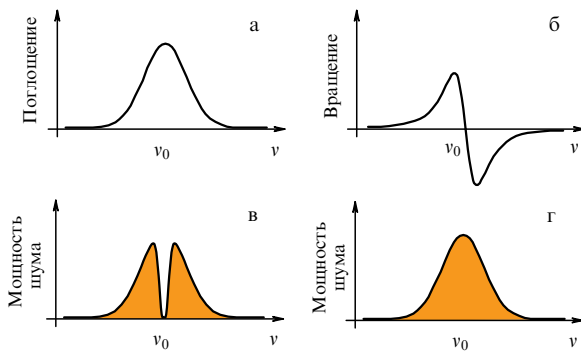 а
Поглощение
ν0
ν
б
Вращение
ν0
ν
в
Мощность
шума
ν0
ν
г
Мощность
шума
ν0
ν